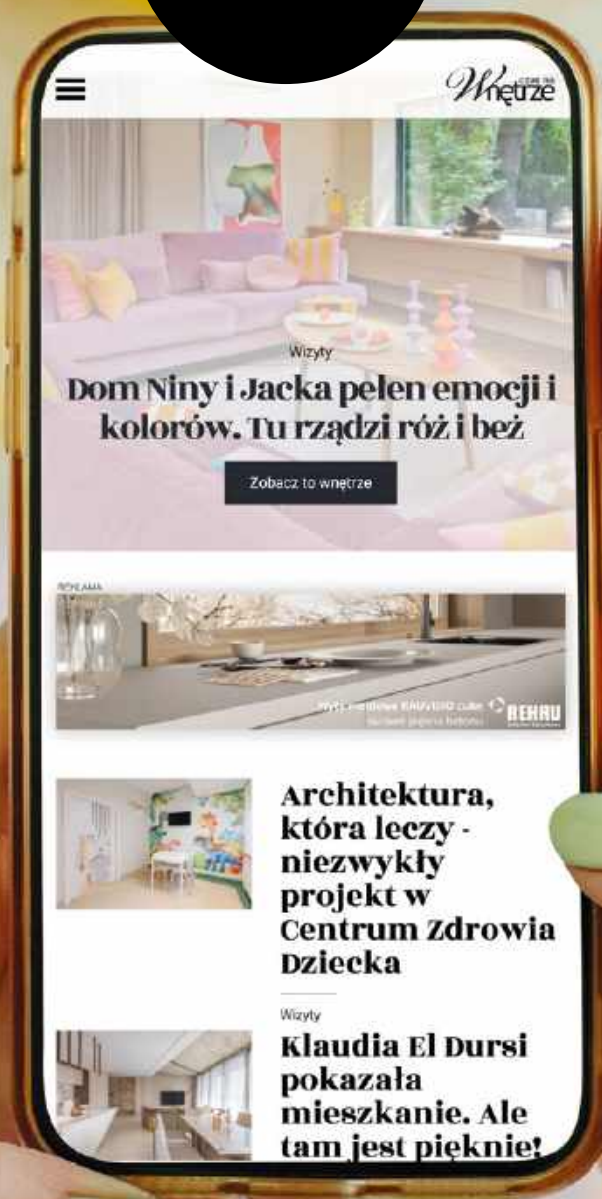 Wnętrze
Wizyty
Dom Niny i Jacka pełen emocji i
kolorów. Tu rządzi róż i beż
Zobacz to wnętrze
REKLAMA
REHAU
Architektura,
która leczy -
niezwykły
projekt w
Centrum Zdrowia
Dziecka
Wizyty
Klaudia El Dursi
pokazała
mieszkanie. Ale
tam jest pięknie!